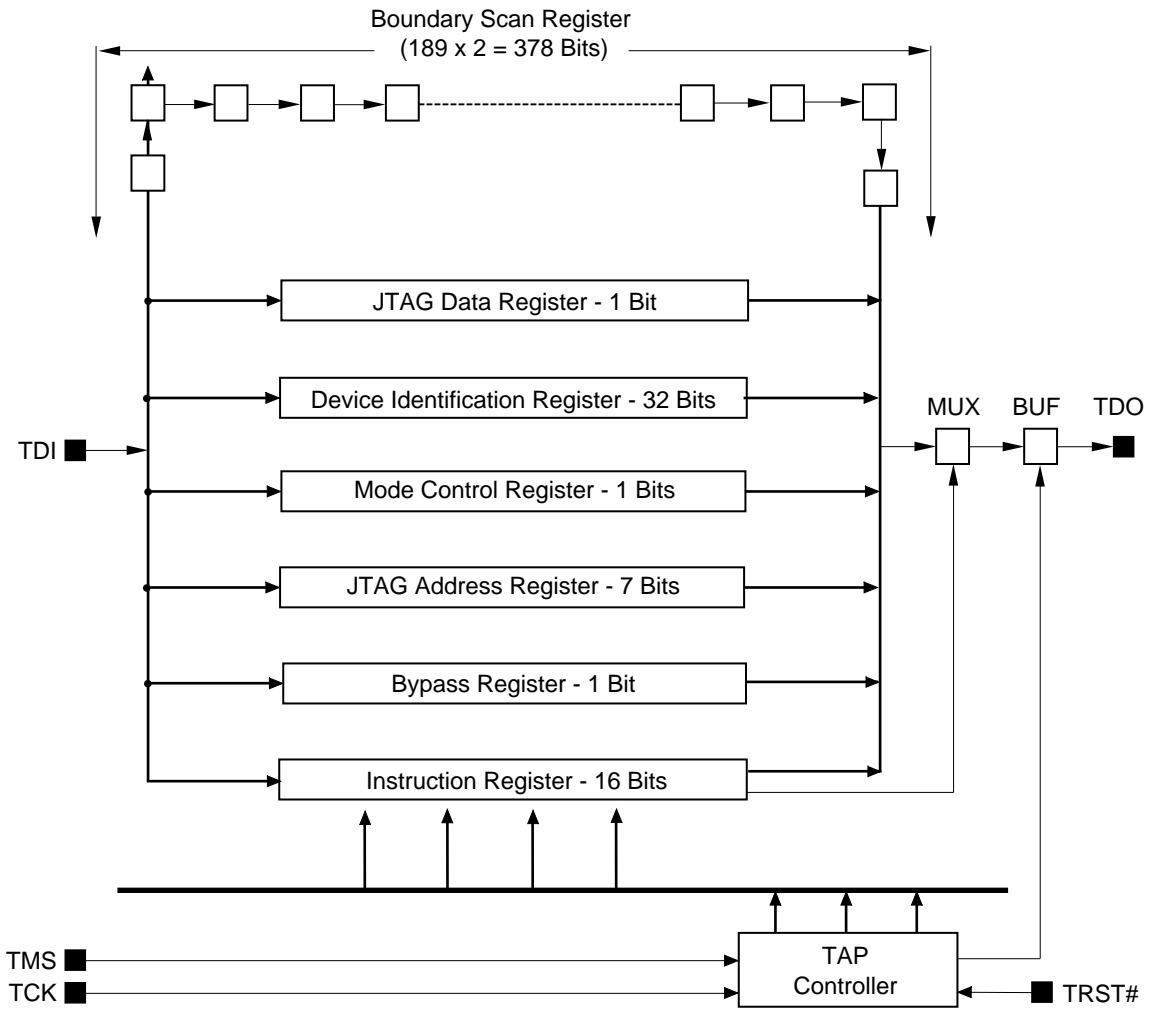 Boundary Scan Register
(189 x 2 = 378 Bits)
JTAG Data Register - 1 Bit
Device Identification Register - 32 Bits
MUX
BUF
TDO
TDI
Mode Control Register - 1 Bits
JTAG Address Register - 7 Bits
Bypass Register - 1 Bit
Instruction Register - 16 Bits
TMS
TCK
TAP
Controller
TRST#